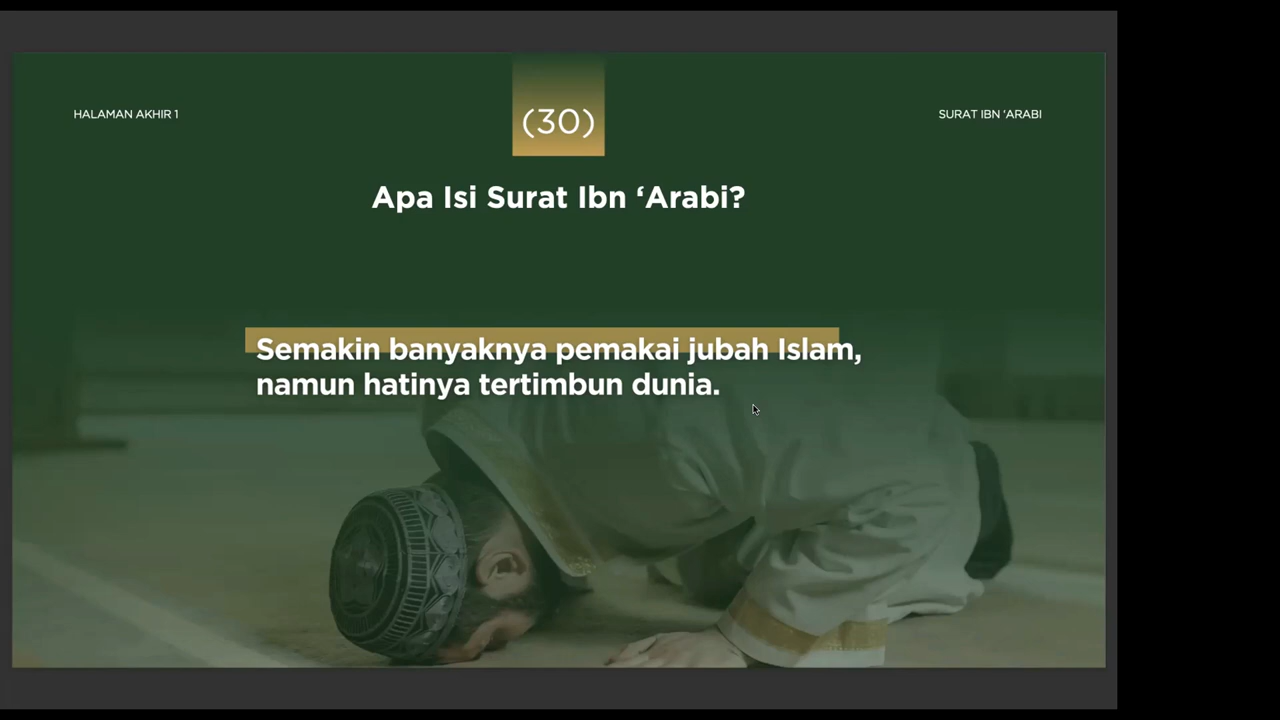 HALAMAN AKHIR 1
(30)
SURAT IBN ‘ARABI
Apa Isi Surat Ibn ‘Arabi?
Semakin banyaknya pemakai jubah Islam,
namun hatinya tertimbun dunia.